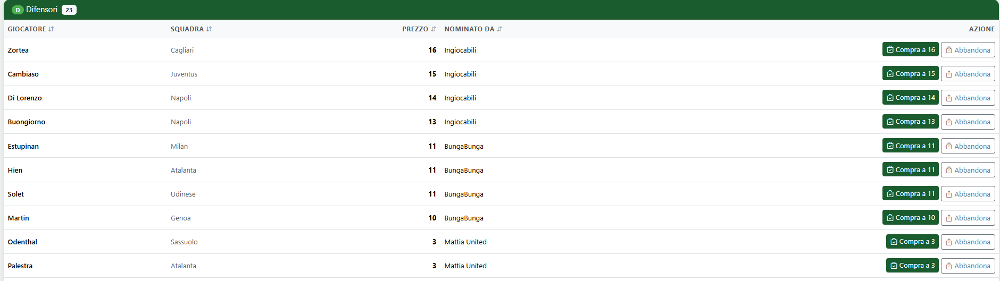 D Difensori 23
GIOCATORE SQUADRA PREZZO NOMINATO DA AZIONE
Zortea Cagliari 16 Ingiocabili Compra a 16 Abbandona
Cambiaso Juventus 15 Ingiocabili Compra a 15 Abbandona
Di Lorenzo Napoli 14 Ingiocabili Compra a 14 Abbandona
Buongiorno Napoli 13 Ingiocabili Compra a 13 Abbandona
Estupinan Milan 11 BungaBunga Compra a 11 Abbandona
Hien Atalanta 11 BungaBunga Compra a 11 Abbandona
Solet Udinese 11 BungaBunga Compra a 11 Abbandona
Martin Genoa 10 BungaBunga Compra a 10 Abbandona
Odenthal Sassuolo 3 Mattia United Compra a 3 Abbandona
Palestra Atalanta 3 Mattia United Compra a 3 Abbandona